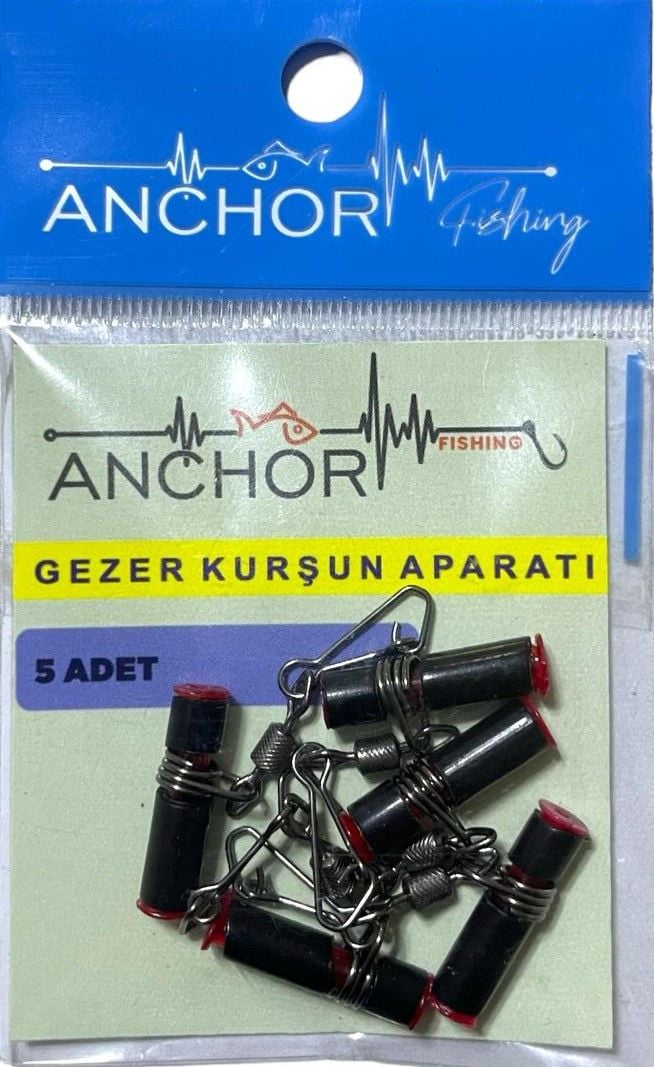 ANCHOR Fishing
ANCHOR FISHING
GEZER KURŞUN APARATI
5 ADET